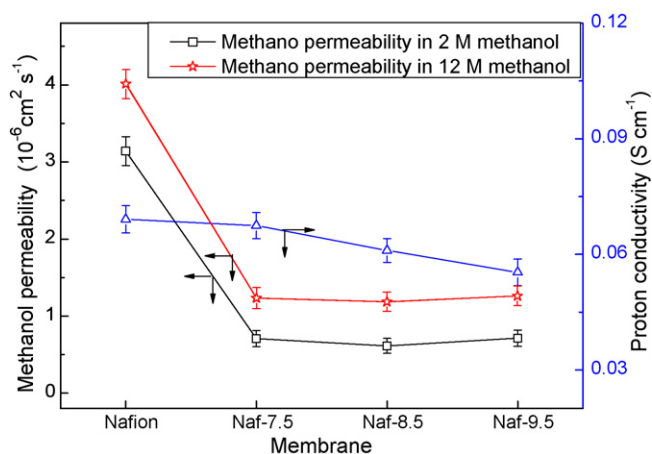 Methano permeability in 2 M methanol
Methano permeability in 12 M methanol
Methanol permeability (10⁻⁶cm² s⁻¹)
4
3
2
1
0
0.12
0.09
0.06
0.03
Proton conductivity (S cm⁻¹)
Nafion Naf-7.5 Naf-8.5 Naf-9.5
Membrane